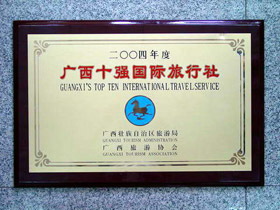 二〇〇四年度
广西十强国际旅行社
GUANGXI'S TOP TEN INTERNATIONAL TRAVEL SERVICE
广西壮族自治区旅游局
GUANGXI TOURISM ADMINISTRATION
广西旅游协会
GUANGXI TOURISM ASSOCIATION